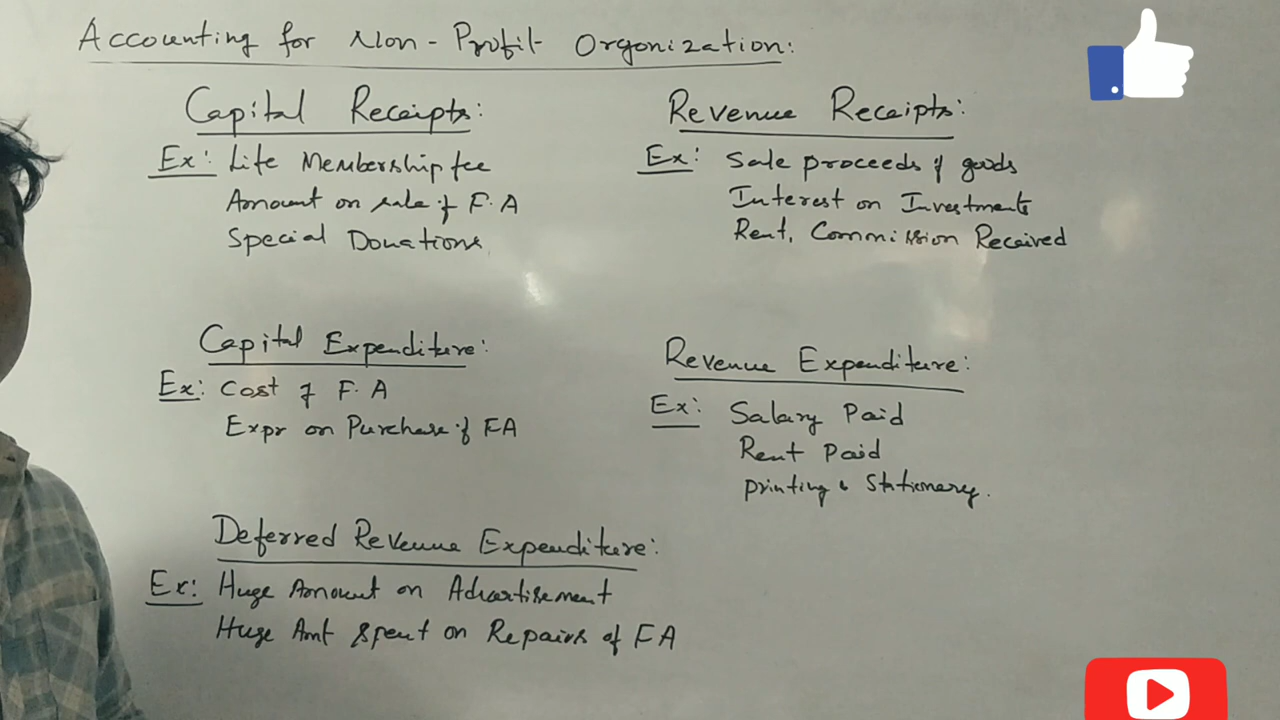 Accounting for Non-Profit Orgonization:
Capital Receipts:
Ex: Life Membership fee
Amount on sale of F.A
Special Donations
Revenue Receipts:
Ex: Sale proceeds of goods
Interest on Investments
Rent, Commission Received
Capital Expenditure:
Ex: Cost of F.A
Expr on Purchase of FA
Revenue Expenditure:
Ex: Salary Paid
Rent Paid
Printing & Stationery.
Deferred Revenue Expenditure:
Ex: Huge Amount on Advertisement
Huge Amt Spent on Repairs of FA